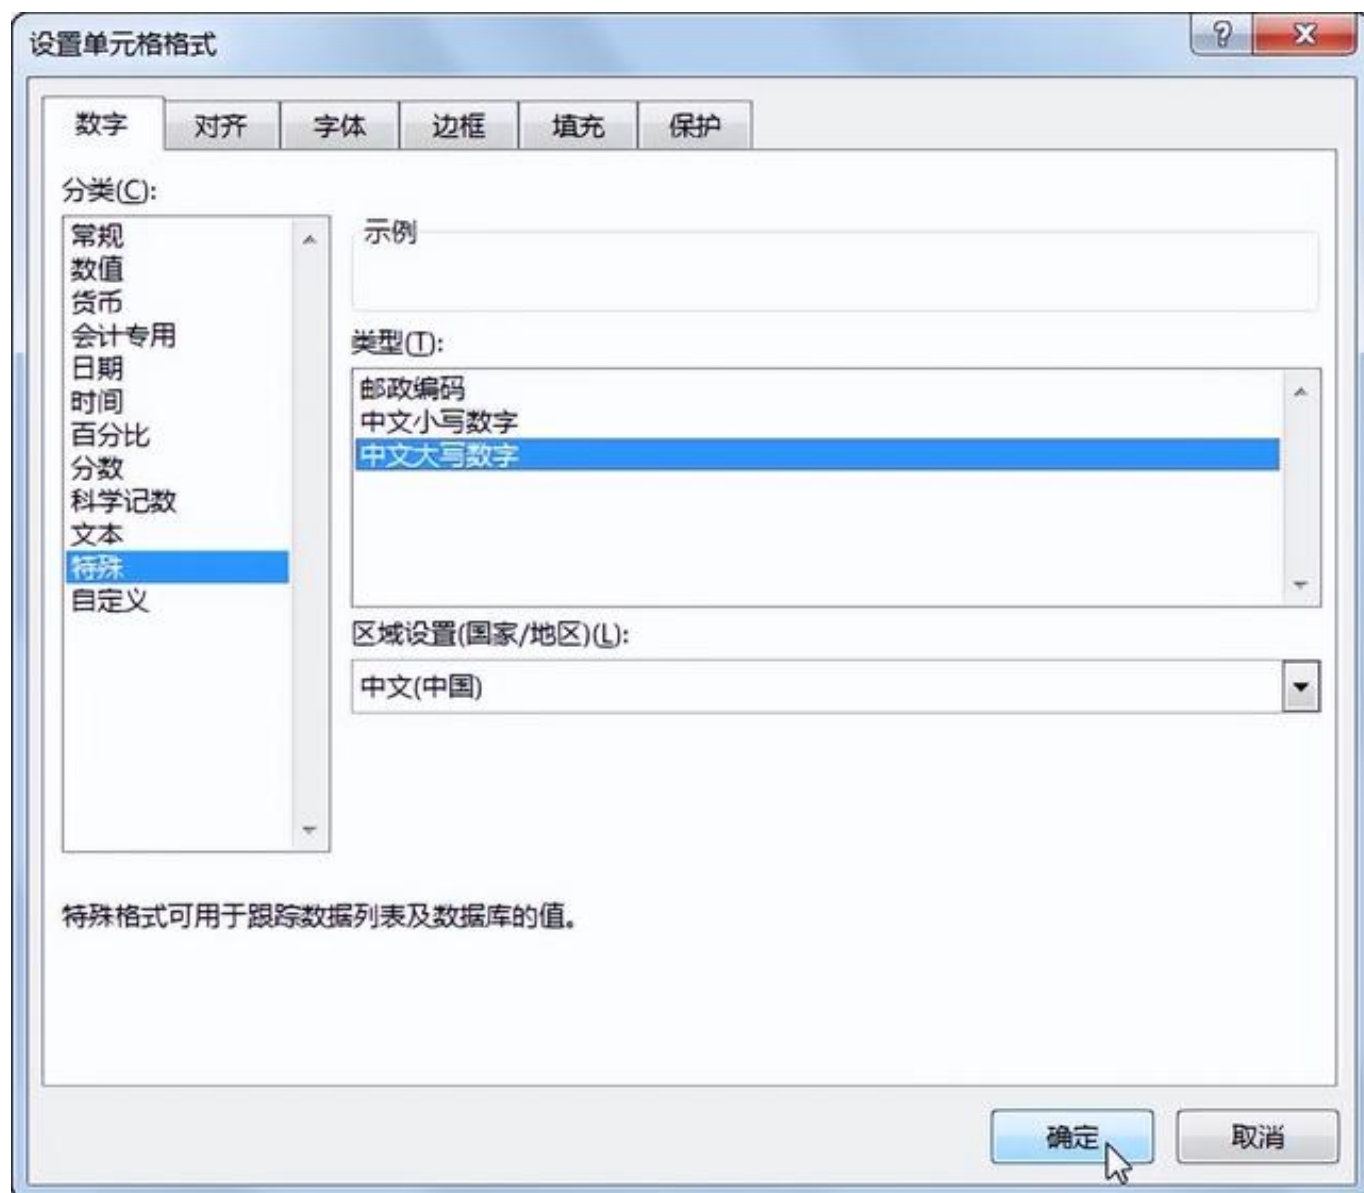 设置单元格格式
数字 对齐 字体 边框 填充 保护
分类(C):
常规
数值
货币
会计专用
日期
时间
百分比
分数
科学记数
文本
特殊
自定义
示例
类型(T):
邮政编码
中文小写数字
中文大写数字
区域设置(国家/地区)(L):
中文(中国)
特殊格式可用于跟踪数据列表及数据库的值。
确定 取消